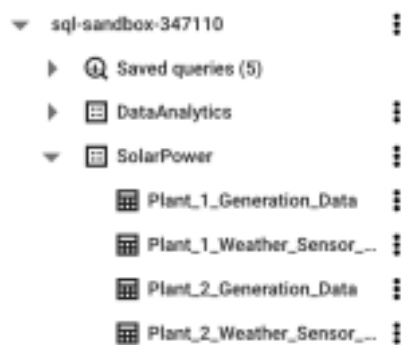 sql-sandbox-347110
Saved queries (5)
DataAnalytics
SolarPower
Plant_1_Generation_Data
Plant_1_Weather_Sensor_...
Plant_2_Generation_Data
Plant_2_Weather_Sensor_...